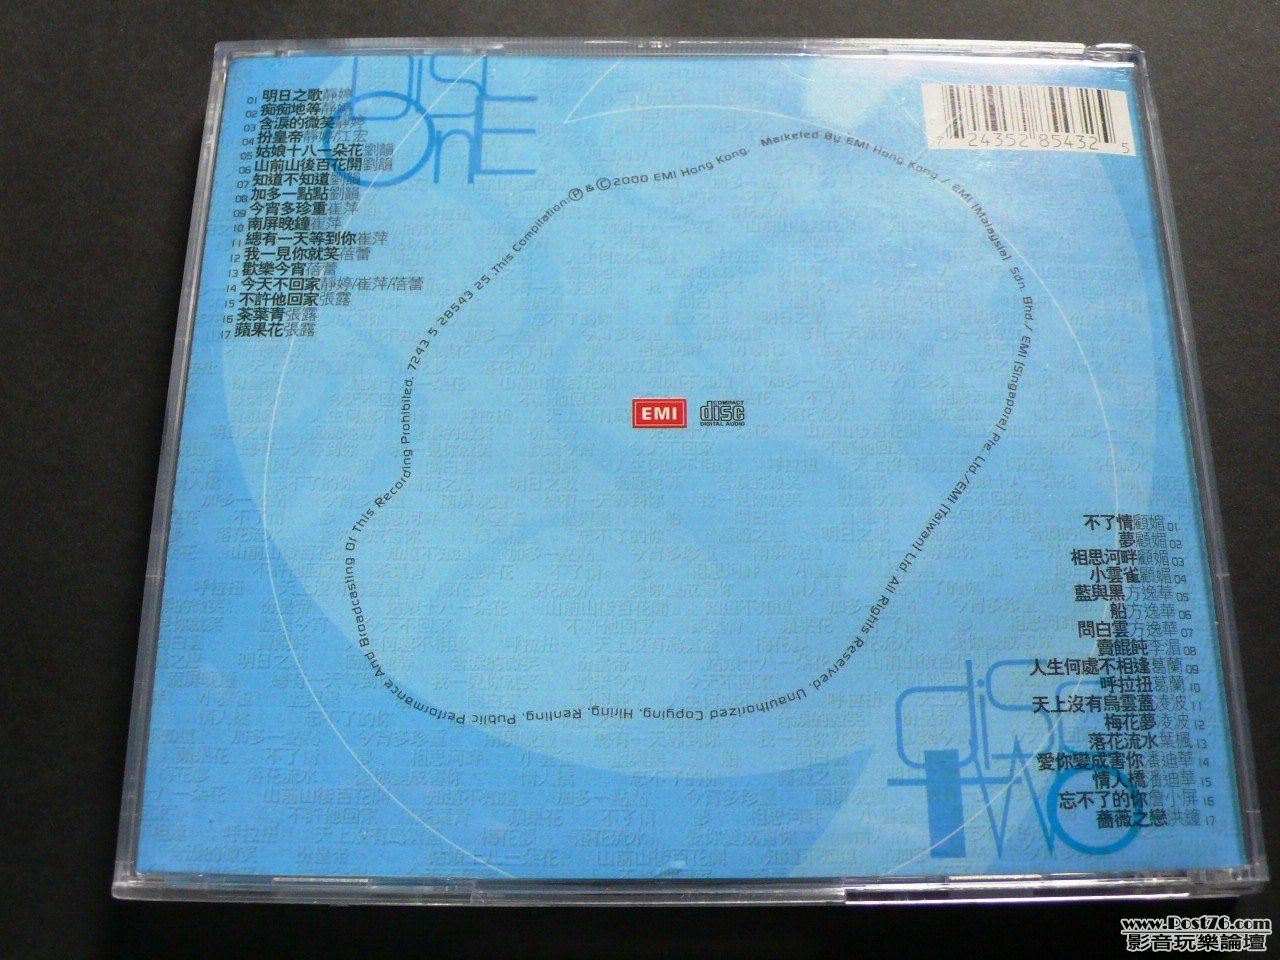 disc
OnE
01 明日之歌 靜婷
02 痴痴地等 靜婷
03 含淚的微笑 靜婷
04 扮皇帝 靜婷/江宏
05 姑娘十八一朵花 劉韻
06 山前山後百花開 劉韻
07 知道不知道 劉韻
08 加多一點點 劉韻
09 今宵多珍重 崔萍
10 南屏晚鐘 崔萍
11 總有一天等到你 崔萍
12 我一見你就笑 蓓蕾
13 歡樂今宵 蓓蕾
14 今天不回家 靜婷/崔萍/蓓蕾
15 不許他回家 張露
16 茶葉青 張露
17 蘋果花 張露
7 24352 85432 5
7243 5 28543 25. This Compilation ℗ & © 2000 EMI Hong Kong. Marketed By EMI Hong Kong / EMI (Malaysia) Sdn. Bhd./ EMI (Singapore) Pte. Ltd./EMI (Taiwan) Ltd. All Rights Reserved. Unauthorized Copying, Hiring, Renting, Public Performance And Broadcasting Of This Recording Prohibited.
EMI
COMPACT
disc
DIGITAL AUDIO
不了情 顧媚 01
夢 顧媚 02
相思河畔 顧媚 03
小雲雀 顧媚 04
藍與黑 方逸華 05
船 方逸華 06
問白雲 方逸華 07
賣餛飩 李湄 08
人生何處不相逢 葛蘭 09
呼拉扭 葛蘭 10
天上沒有烏雲蓋 凌波 11
梅花夢 凌波 12
落花流水 葉楓 13
愛你變成害你 潘迪華 14
情人橋 潘迪華 15
忘不了的你 詹小屏 16
薔薇之戀 洪鐘 17
disc
TWO
www.Post76.com
影音玩樂論壇